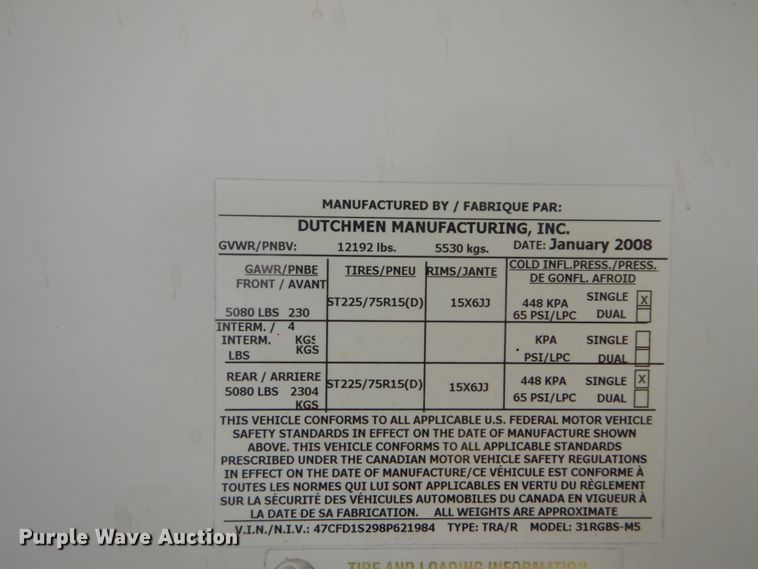 MANUFACTURED BY / FABRIQUE PAR:
DUTCHMEN MANUFACTURING, INC.
GVWR/PNBV: 12192 lbs. 5530 kgs. DATE: January 2008
GAWR/PNBE TIRES/PNEU RIMS/JANTE COLD INFL.PRESS./PRESS.
FRONT / AVANT DE GONFL. AFROID
ST225/75R15(D) 15X6JJ 448 KPA SINGLE X
5080 LBS 230 65 PSI/LPC DUAL
INTERM. / 4
INTERM. KGS KPA SINGLE
LBS KGS PSI/LPC DUAL
REAR / ARRIERE ST225/75R15(D) 15X6JJ 448 KPA SINGLE X
5080 LBS 2304 65 PSI/LPC DUAL
KGS
THIS VEHICLE CONFORMS TO ALL APPLICABLE U.S. FEDERAL MOTOR VEHICLE
SAFETY STANDARDS IN EFFECT ON THE DATE OF MANUFACTURE SHOWN
ABOVE. THIS VEHICLE CONFORMS TO ALL APPLICABLE STANDARDS
PRESCRIBED UNDER THE CANADIAN MOTOR VEHICLE SAFETY REGULATIONS
IN EFFECT ON THE DATE OF MANUFACTURE/CE VÉHICULE EST CONFORME À
TOUTES LES NORMES QUI LUI SONT APPLICABLES EN VERTU DU RÈGLEMENT
SUR LA SÉCURITÉ DES VÉHICULES AUTOMOBILES DU CANADA EN VIGUEUR À
LA DATE DE SA FABRICATION. ALL WEIGHTS ARE APPROXIMATE
V.I.N./N.I.V.: 47CFD1S298P621984 TYPE: TRA/R MODEL: 31RGBS-M5
Purple Wave Auction
TIRE AND LOADING INFORMATION